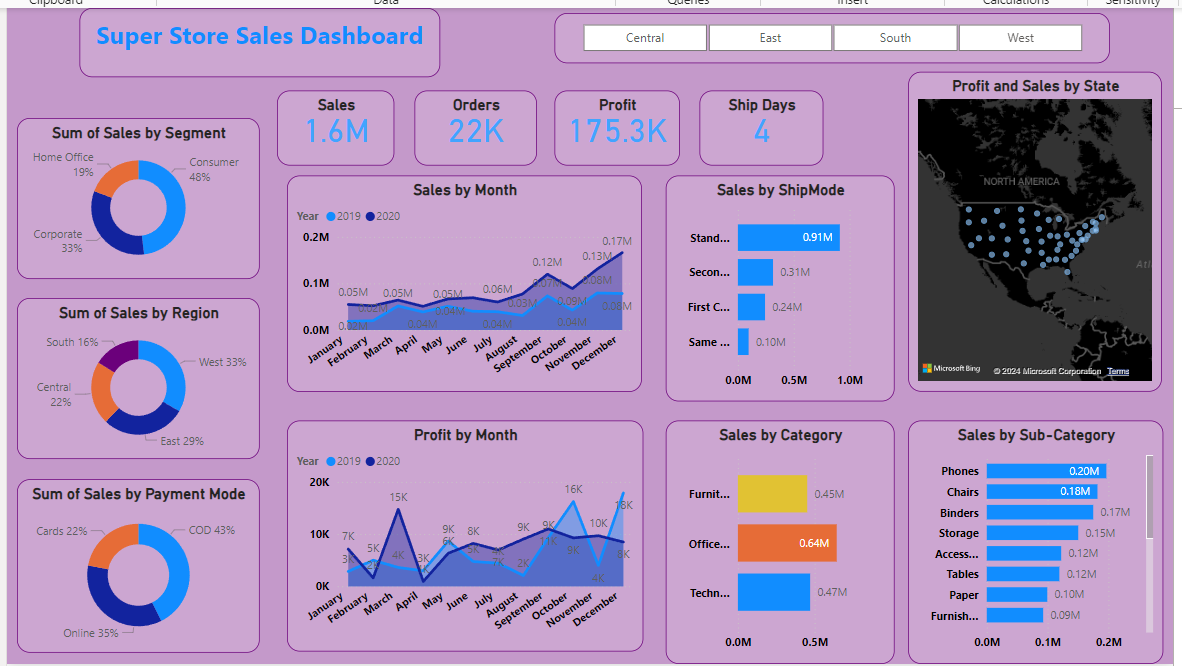 Clipboard
Data
Queries
Insert
Calculations
Sensitivity
Super Store Sales Dashboard
Central
East
South
West
Sales
1.6M
Orders
22K
Profit
175.3K
Ship Days
4
Profit and Sales by State
NORTH AMERICA
Microsoft Bing
© 2024 Microsoft Corporation Terms
Sum of Sales by Segment
Home Office
19%
Consumer
48%
Corporate
33%
Sales by Month
Year 2019 2020
0.2M
0.1M
0.0M
0.05M
0.02M
0.02M
0.05M
0.04M
0.05M
0.04M
0.06M
0.04M
0.03M
0.12M
0.07M
0.09M
0.04M
0.13M
0.08M
0.17M
0.08M
January
February
March
April
May
June
July
August
September
October
November
December
Sales by ShipMode
Stand... 0.91M
Secon... 0.31M
First C... 0.24M
Same ... 0.10M
0.0M 0.5M 1.0M
Sum of Sales by Region
South 16%
West 33%
Central
22%
East 29%
Profit by Month
Year 2019 2020
20K
10K
0K
7K
3K
5K
2K
15K
4K
3K
9K
6K
8K
5K
7K
9K
2K
9K
11K
16K
9K
10K
4K
18K
8K
January
February
March
April
May
June
July
August
September
October
November
December
Sales by Category
Furnit... 0.45M
Office... 0.64M
Techn... 0.47M
0.0M 0.5M
Sales by Sub-Category
Phones 0.20M
Chairs 0.18M
Binders 0.17M
Storage 0.15M
Access... 0.12M
Tables 0.12M
Paper 0.10M
Furnish... 0.09M
0.0M 0.1M 0.2M
Sum of Sales by Payment Mode
Cards 22%
COD 43%
Online 35%